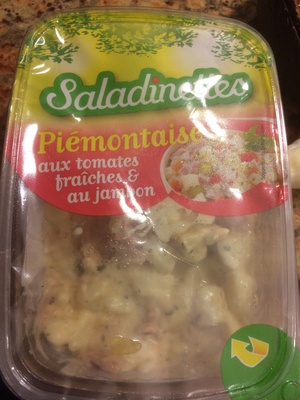 Saladinettes
Piémontaise
aux tomates
fraîches &
au jambon